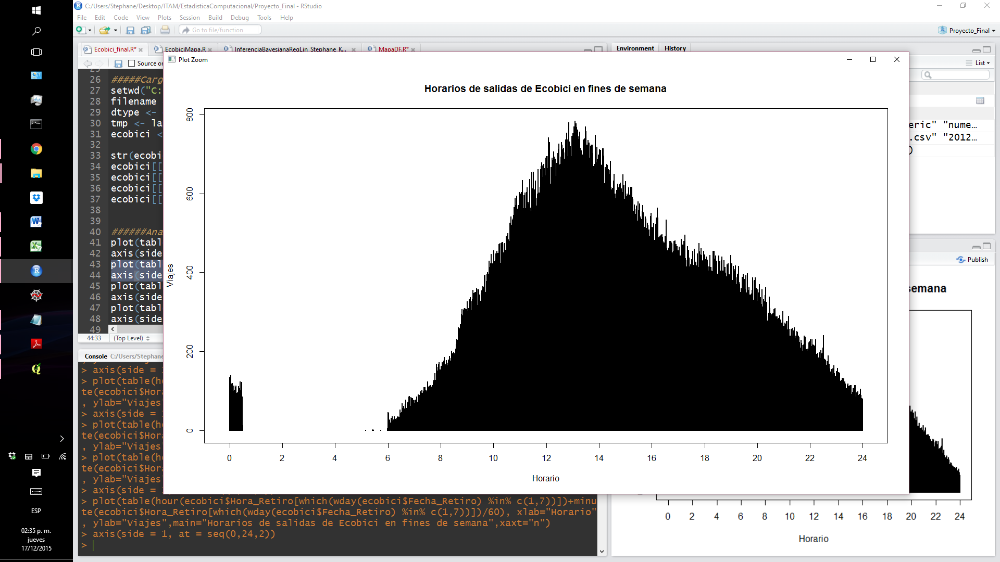 C:/Users/Stephane/Desktop/ITAM/EstadisticaComputacional/Proyecto_Final - RStudio
File Edit Code View Plots Session Build Debug Tools Help
Go to file/function
Proyecto_Final
Ecobici_final.R*
EcobiciMapa.R
InferenciaBayesianaRegLin_Stephane_K...
MapaDF.R*
Source on
26 #####Carg
27 setwd("C:
28 filename
29 dtype <-
30 tmp <- la
31 ecobici <
32
33 str(ecobi
34 ecobici[[
35 ecobici[[
36 ecobici[[
37 ecobici[[
38
39
40 ######Ana
41 plot(tabl
42 axis(side
43 plot(tabl
44 axis(side
45 plot(tabl
46 axis(side
47 plot(tabl
48 axis(side
49
44:33 (Top Level)
Plot Zoom
Horarios de salidas de Ecobici en fines de semana
Viajes
800
600
400
200
0
0 2 4 6 8 10 12 14 16 18 20 22 24
Horario
Environment History
List
eric" "nume...
.csv" "2012...
)
Publish
semana
0 2 4 6 8 10 12 14 16 18 20 22 24
Horario
Console C:/Users/Stephane
> axis(side =
> plot(table(ho
te(ecobici$Hora
, ylab="Viajes"
> axis(side =
> plot(table(ho
te(ecobici$Hora
, ylab="Viajes"
> plot(table(ho
te(ecobici$Hora
, ylab="Viajes"
> axis(side =
> plot(table(hour(ecobici$Hora_Retiro[which(wday(ecobici$Fecha_Retiro) %in% c(1,7))])+minu
te(ecobici$Hora_Retiro[which(wday(ecobici$Fecha_Retiro) %in% c(1,7))])/60), xlab="Horario"
, ylab="Viajes",main="Horarios de salidas de Ecobici en fines de semana",xaxt="n")
> axis(side = 1, at = seq(0,24,2))
>
ESP
02:35 p. m.
jueves
17/12/2015